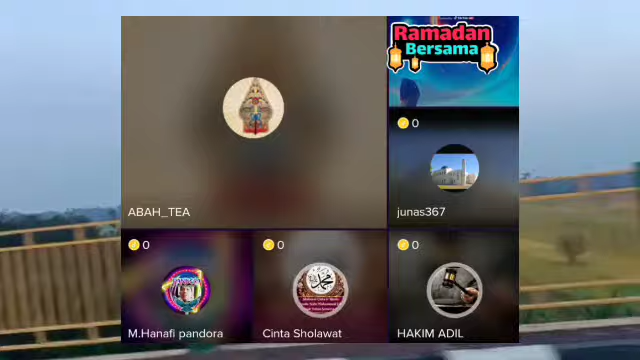 Ramadan
Bersama
0
ABAH_TEA
junas367
0
0
0
M.Hanafi pandora
Cinta Sholawat
HAKIM ADIL